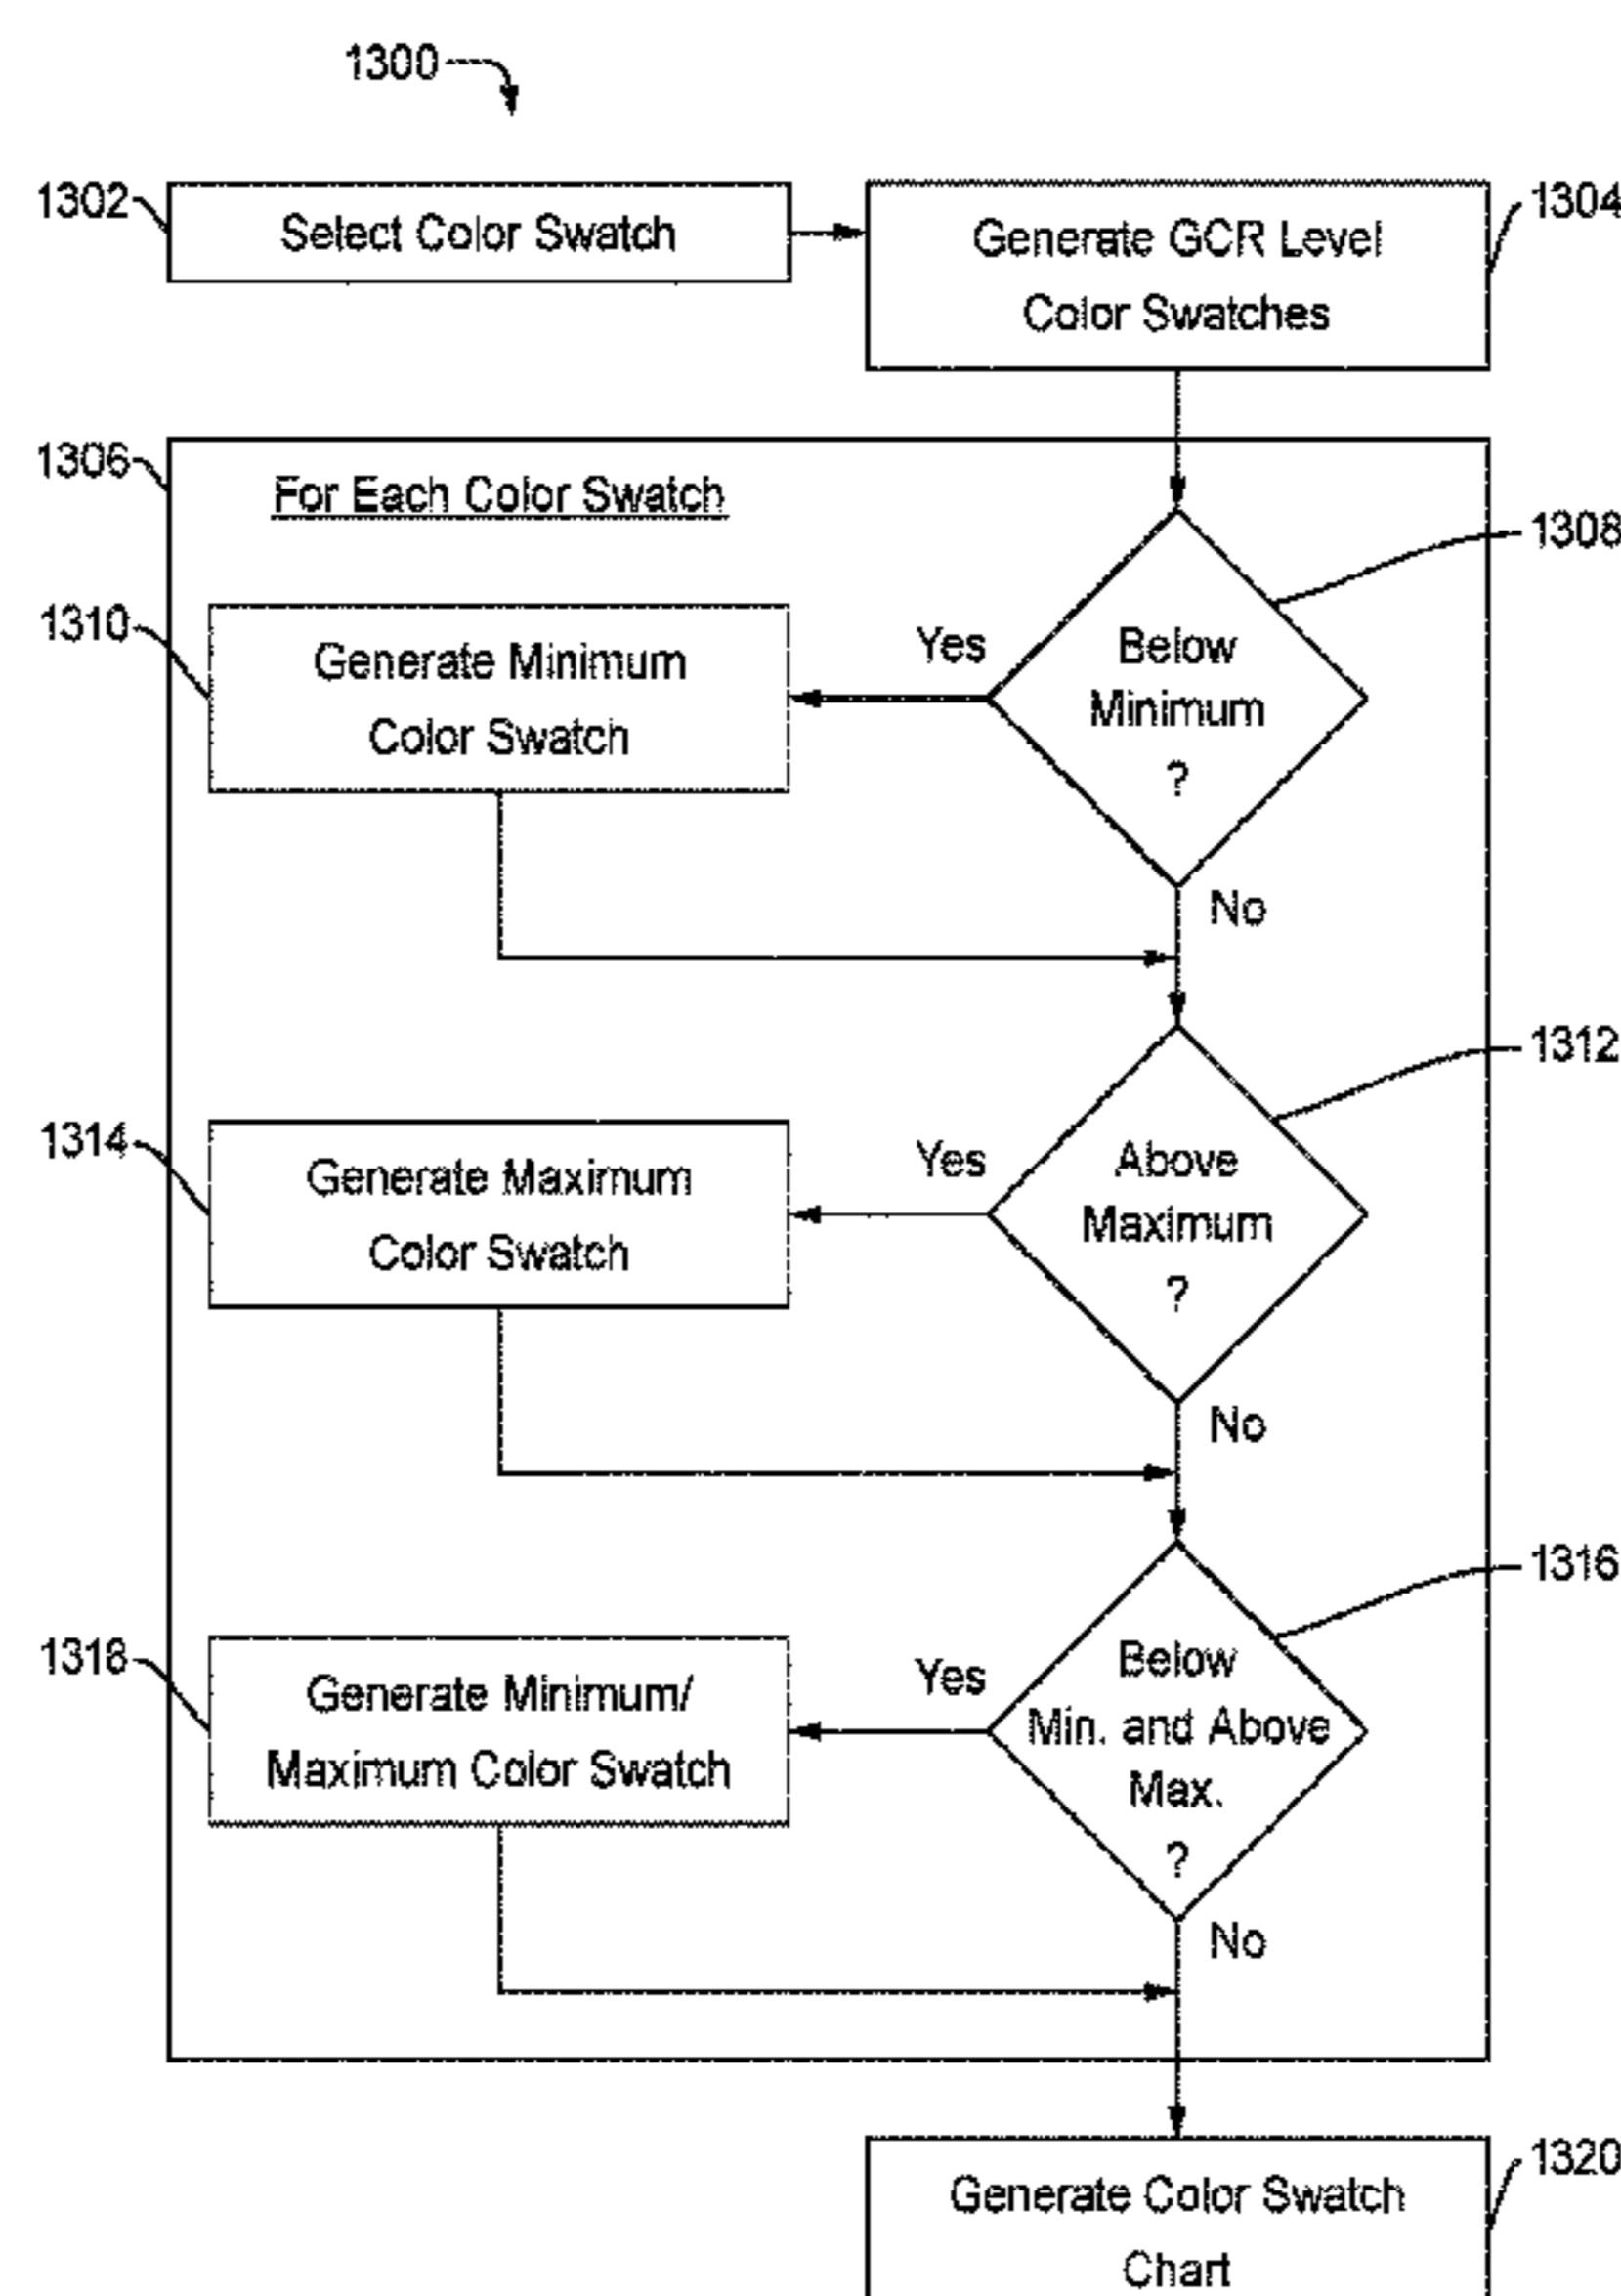 1300
1302
Select Color Swatch
Generate GCR Level
Color Swatches
1304
1306
For Each Color Swatch
1308
Below
Minimum
?
Yes
No
1310
Generate Minimum
Color Swatch
1312
Above
Maximum
?
Yes
No
1314
Generate Maximum
Color Swatch
1316
Below
Min. and Above
Max.
?
Yes
No
1318
Generate Minimum/
Maximum Color Swatch
1320
Generate Color Swatch
Chart